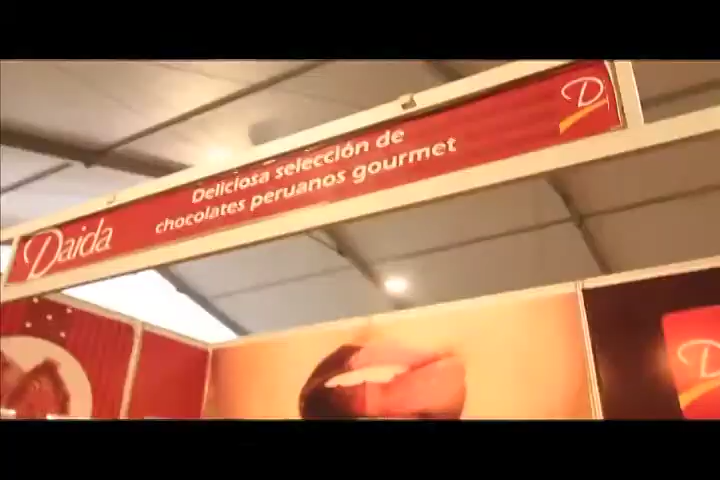 Daida
Deliciosa selección de
chocolates peruanos gourmet
D
D